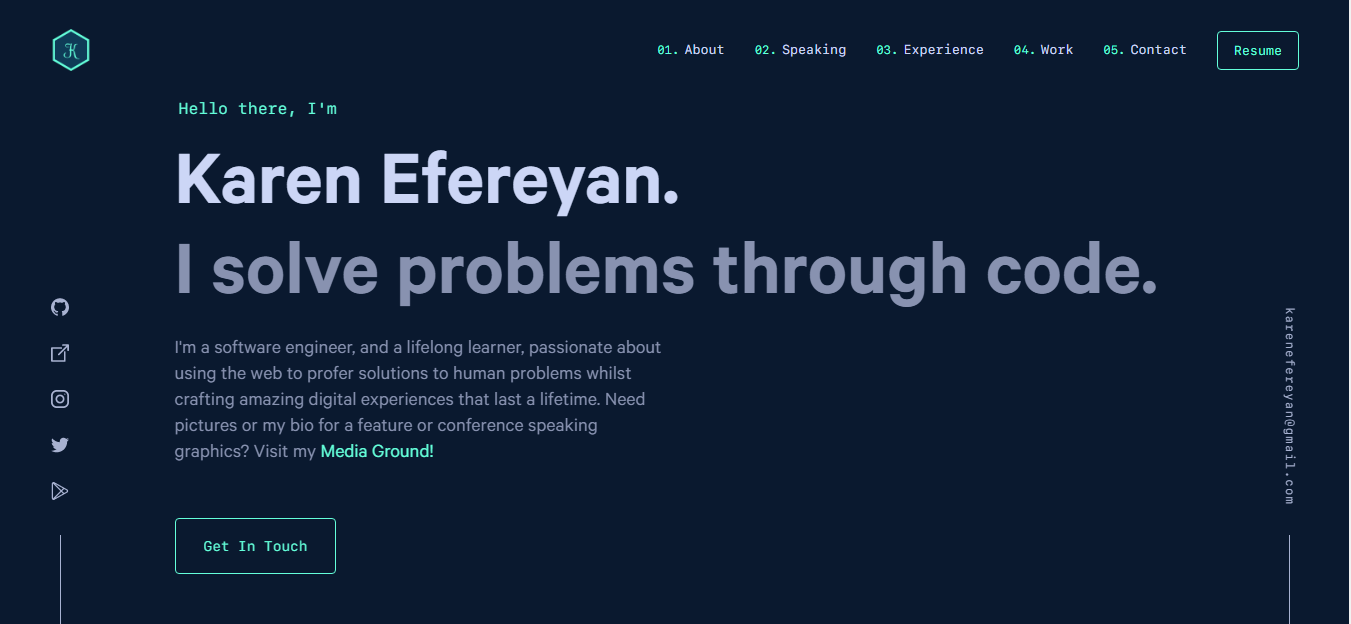 K
01. About 02. Speaking 03. Experience 04. Work 05. Contact Resume
Hello there, I'm
Karen Efereyan.
I solve problems through code.
I'm a software engineer, and a lifelong learner, passionate about
using the web to profer solutions to human problems whilst
crafting amazing digital experiences that last a lifetime. Need
pictures or my bio for a feature or conference speaking
graphics? Visit my Media Ground!
Get In Touch
karenefereyan@gmail.com